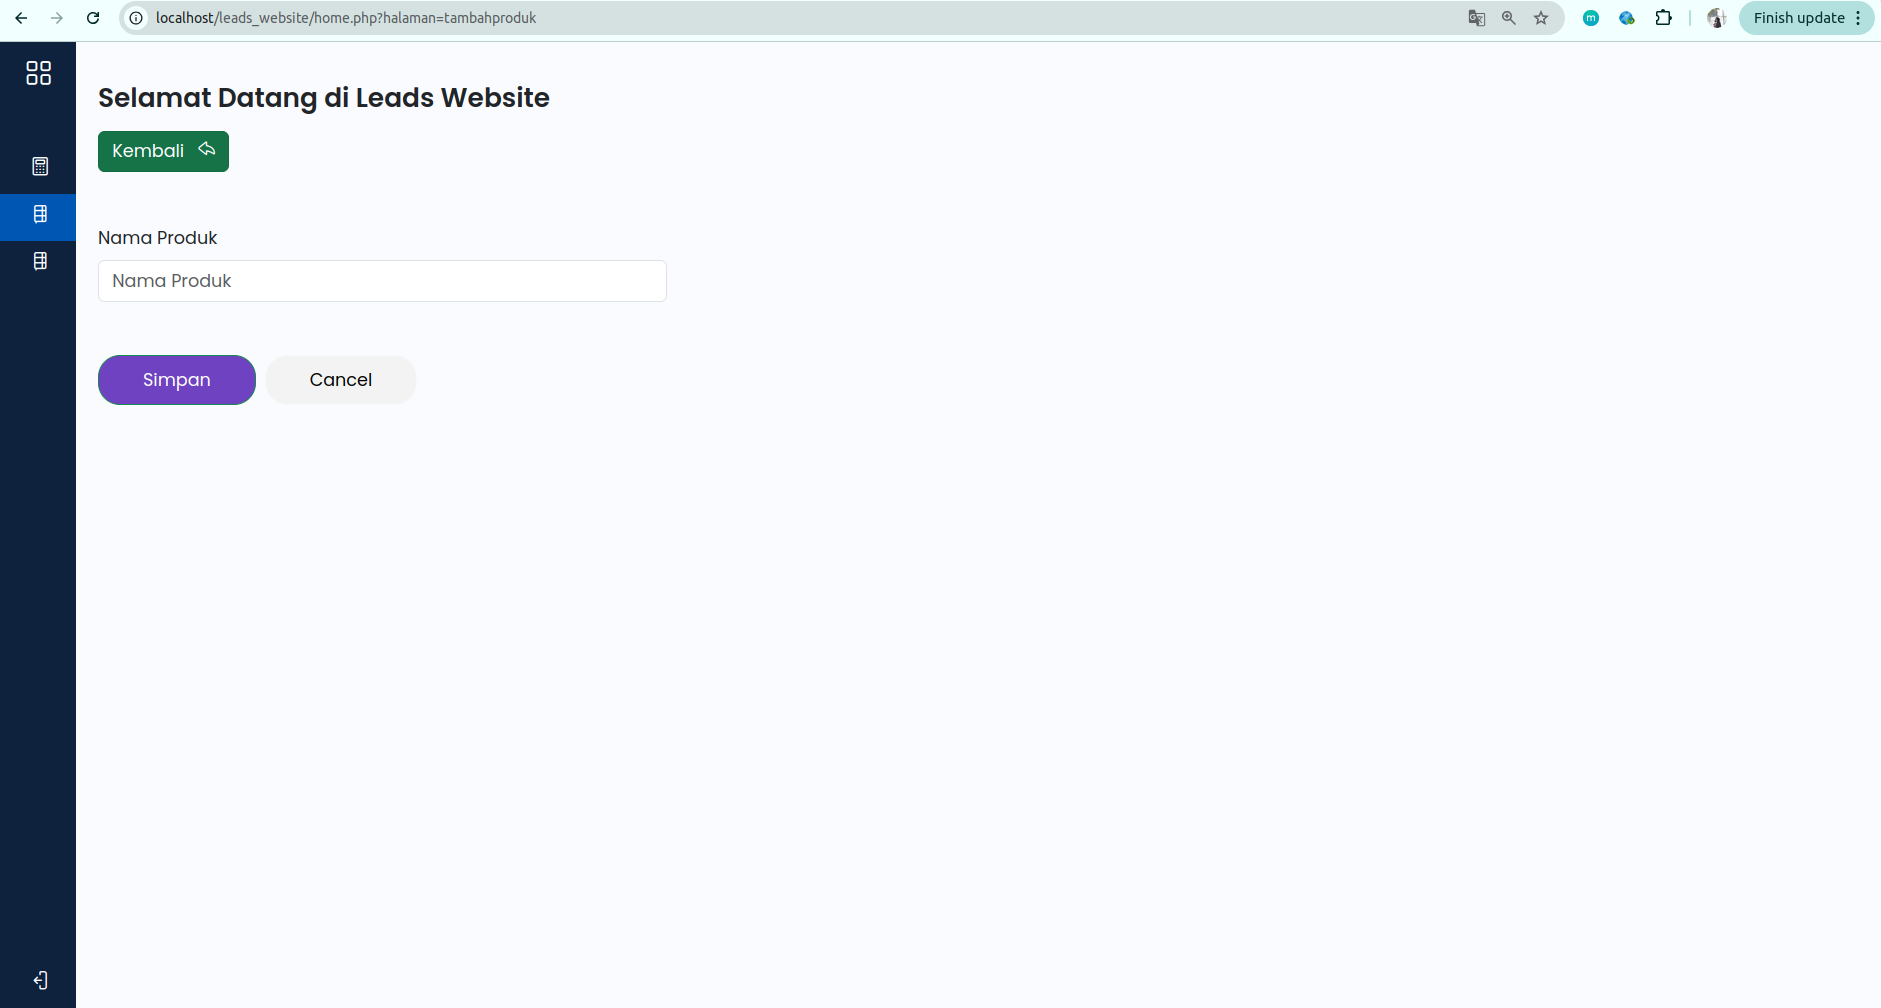 localhost/leads_website/home.php?halaman=tambahproduk
m
Finish update
Selamat Datang di Leads Website
Kembali
Nama Produk
Nama Produk
Simpan Cancel